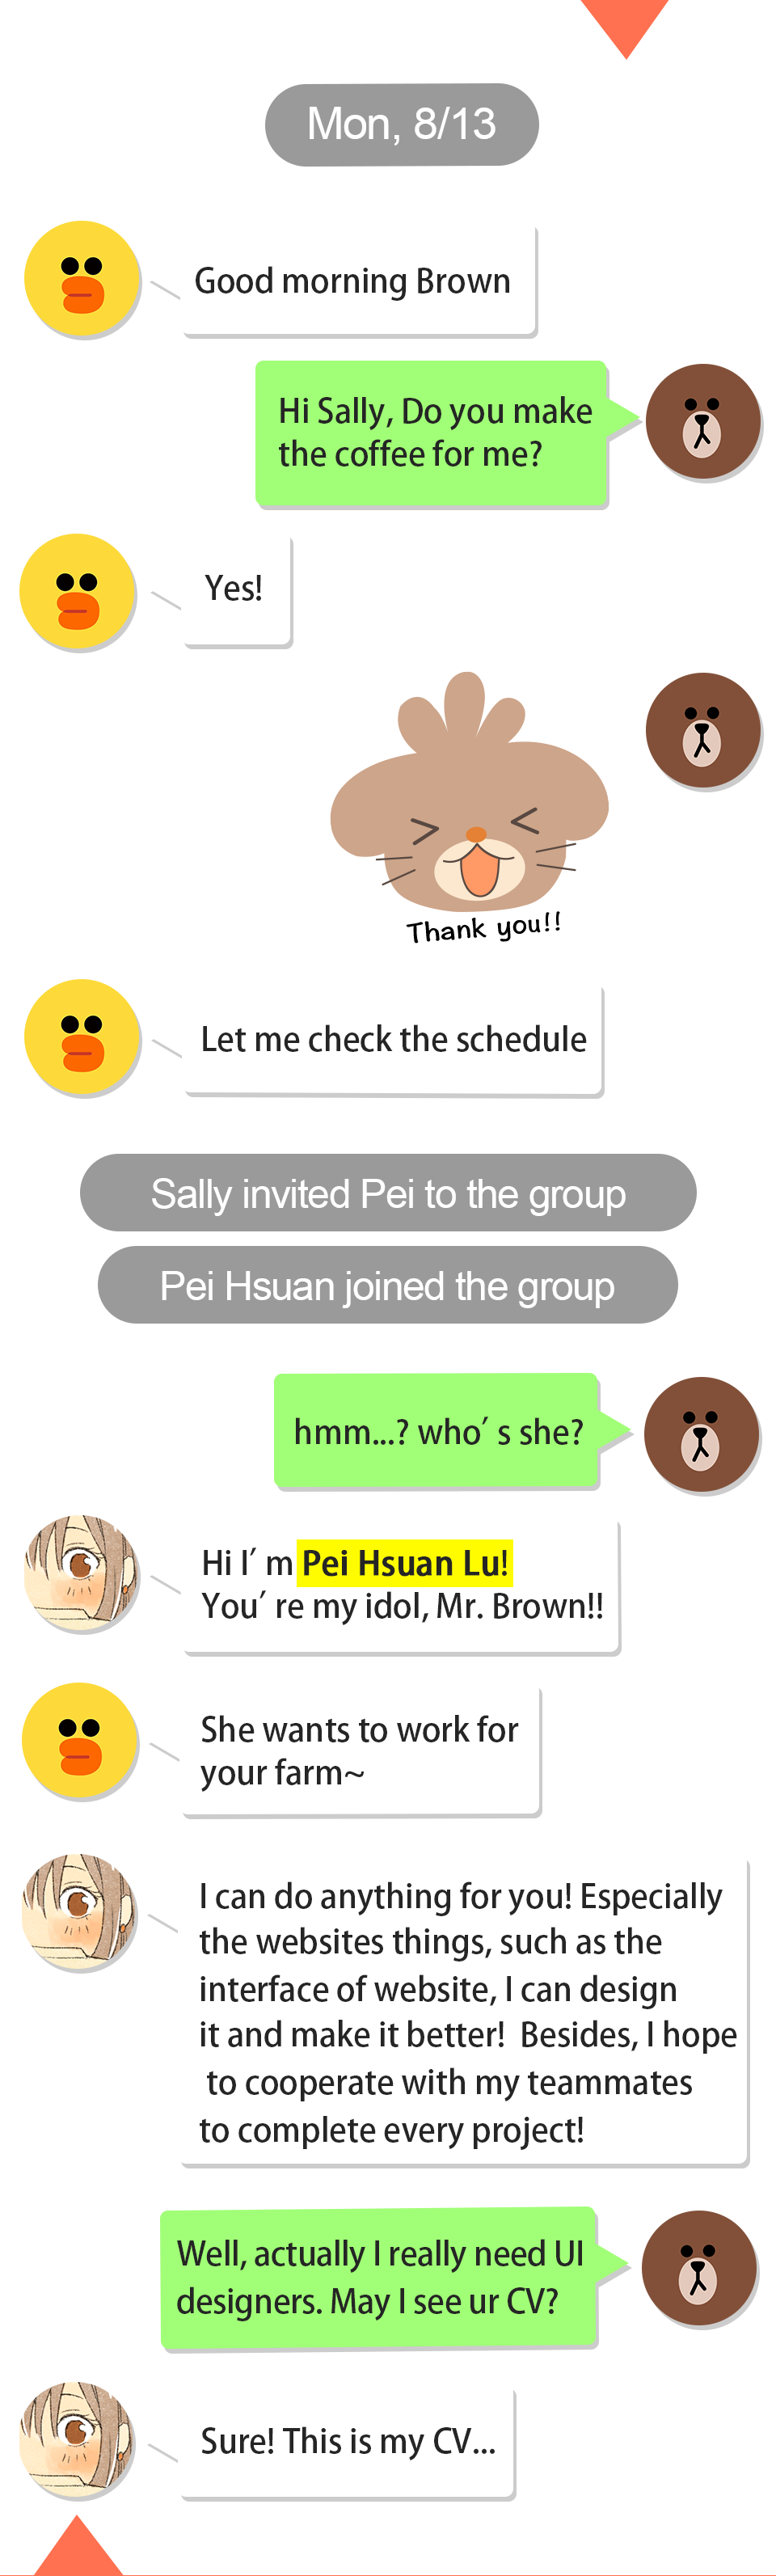 Mon, 8/13
Good morning Brown
Hi Sally, Do you make
the coffee for me?
Yes!
Thank you!!
Let me check the schedule
Sally invited Pei to the group
Pei Hsuan joined the group
hmm...? who′ s she?
Hi I′ m Pei Hsuan Lu!
You′ re my idol, Mr. Brown!!
She wants to work for
your farm~
I can do anything for you! Especially
the websites things, such as the
interface of website, I can design
it and make it better!  Besides, I hope
to cooperate with my teammates
to complete every project!
Well, actually I really need UI
designers. May I see ur CV?
Sure! This is my CV...